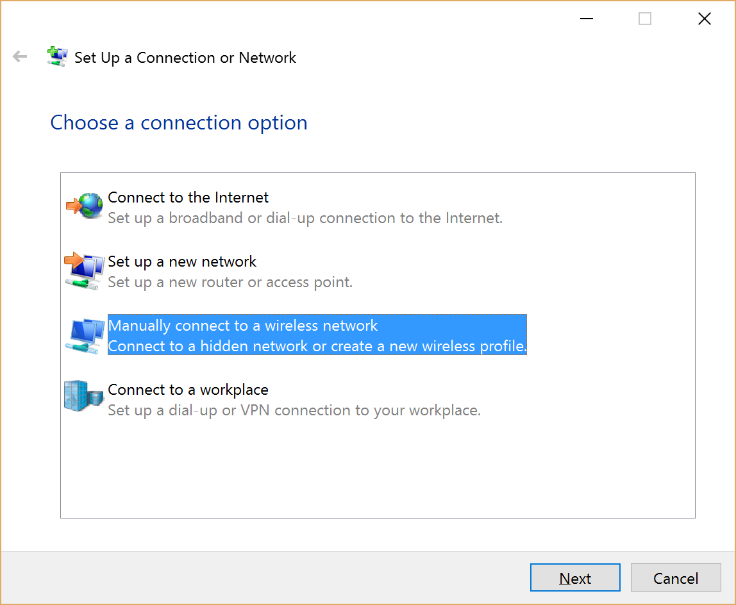 Set Up a Connection or Network
Choose a connection option
Connect to the Internet
Set up a broadband or dial-up connection to the Internet.
Set up a new network
Set up a new router or access point.
Manually connect to a wireless network
Connect to a hidden network or create a new wireless profile.
Connect to a workplace
Set up a dial-up or VPN connection to your workplace.
Next
Cancel